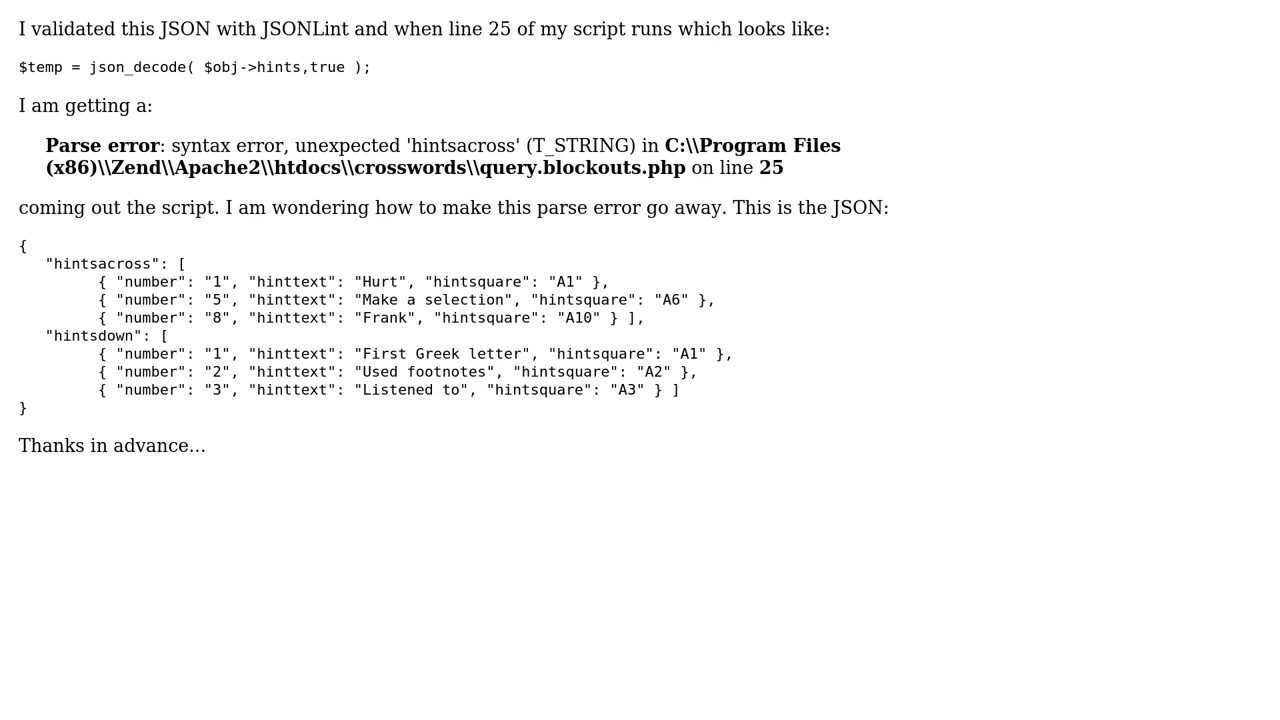 I validated this JSON with JSONLint and when line 25 of my script runs which looks like:
$temp = json_decode( $obj->hints,true );
I am getting a:
Parse error: syntax error, unexpected 'hintsacross' (T_STRING) in C:\\Program Files
(x86)\\Zend\\Apache2\\htdocs\\crosswords\\query.blockouts.php on line 25
coming out the script. I am wondering how to make this parse error go away. This is the JSON:
{
   "hintsacross": [
         { "number": "1", "hinttext": "Hurt", "hintsquare": "A1" },
         { "number": "5", "hinttext": "Make a selection", "hintsquare": "A6" },
         { "number": "8", "hinttext": "Frank", "hintsquare": "A10" } ],
   "hintsdown": [
         { "number": "1", "hinttext": "First Greek letter", "hintsquare": "A1" },
         { "number": "2", "hinttext": "Used footnotes", "hintsquare": "A2" },
         { "number": "3", "hinttext": "Listened to", "hintsquare": "A3" } ]
}
Thanks in advance...